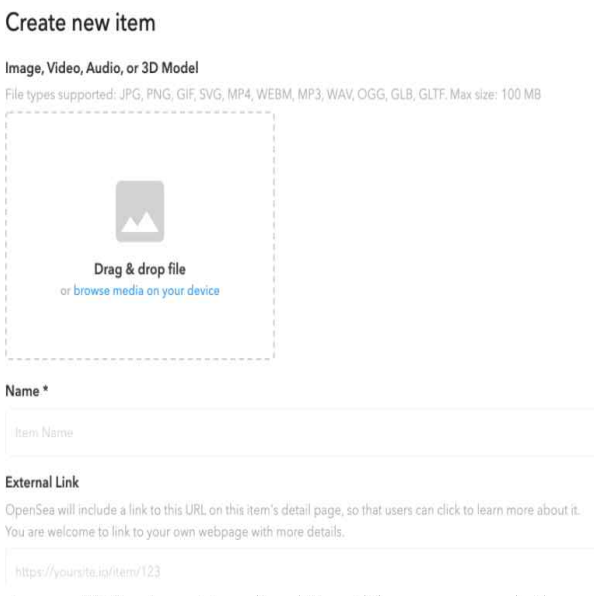 Create new item
Image, Video, Audio, or 3D Model
File types supported: JPG, PNG, GIF, SVG, MP4, WEBM, MP3, WAV, OGG, GLB, GLTF. Max size: 100 MB
Drag & drop file
or browse media on your device
Name *
Item Name
External Link
OpenSea will include a link to this URL on this item's detail page, so that users can click to learn more about it.
You are welcome to link to your own webpage with more details.
https://yoursite.io/item/123